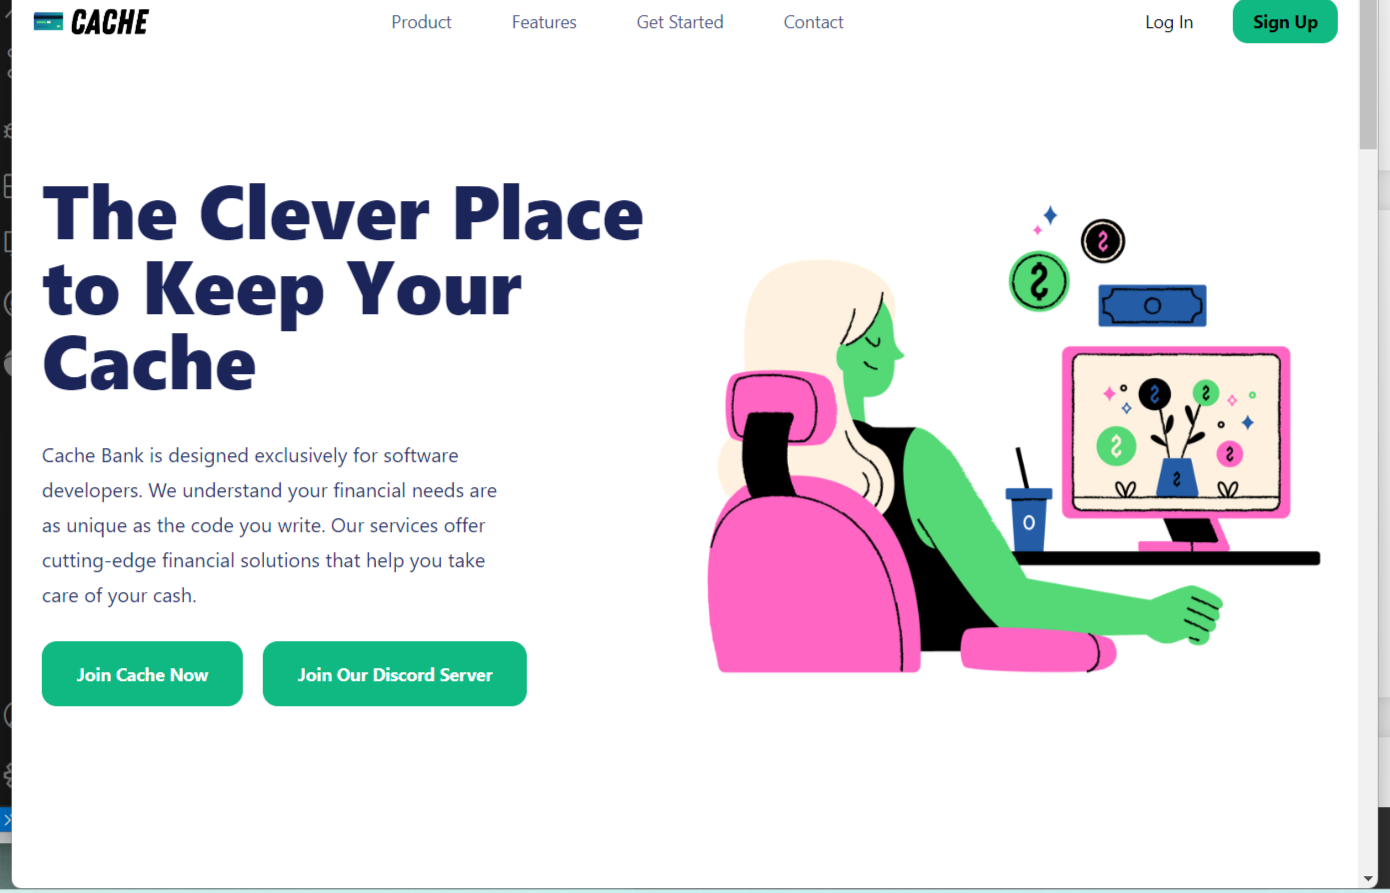 CACHE
Product
Features
Get Started
Contact
Log In
Sign Up
The Clever Place
to Keep Your
Cache
Cache Bank is designed exclusively for software
developers. We understand your financial needs are
as unique as the code you write. Our services offer
cutting-edge financial solutions that help you take
care of your cash.
Join Cache Now
Join Our Discord Server